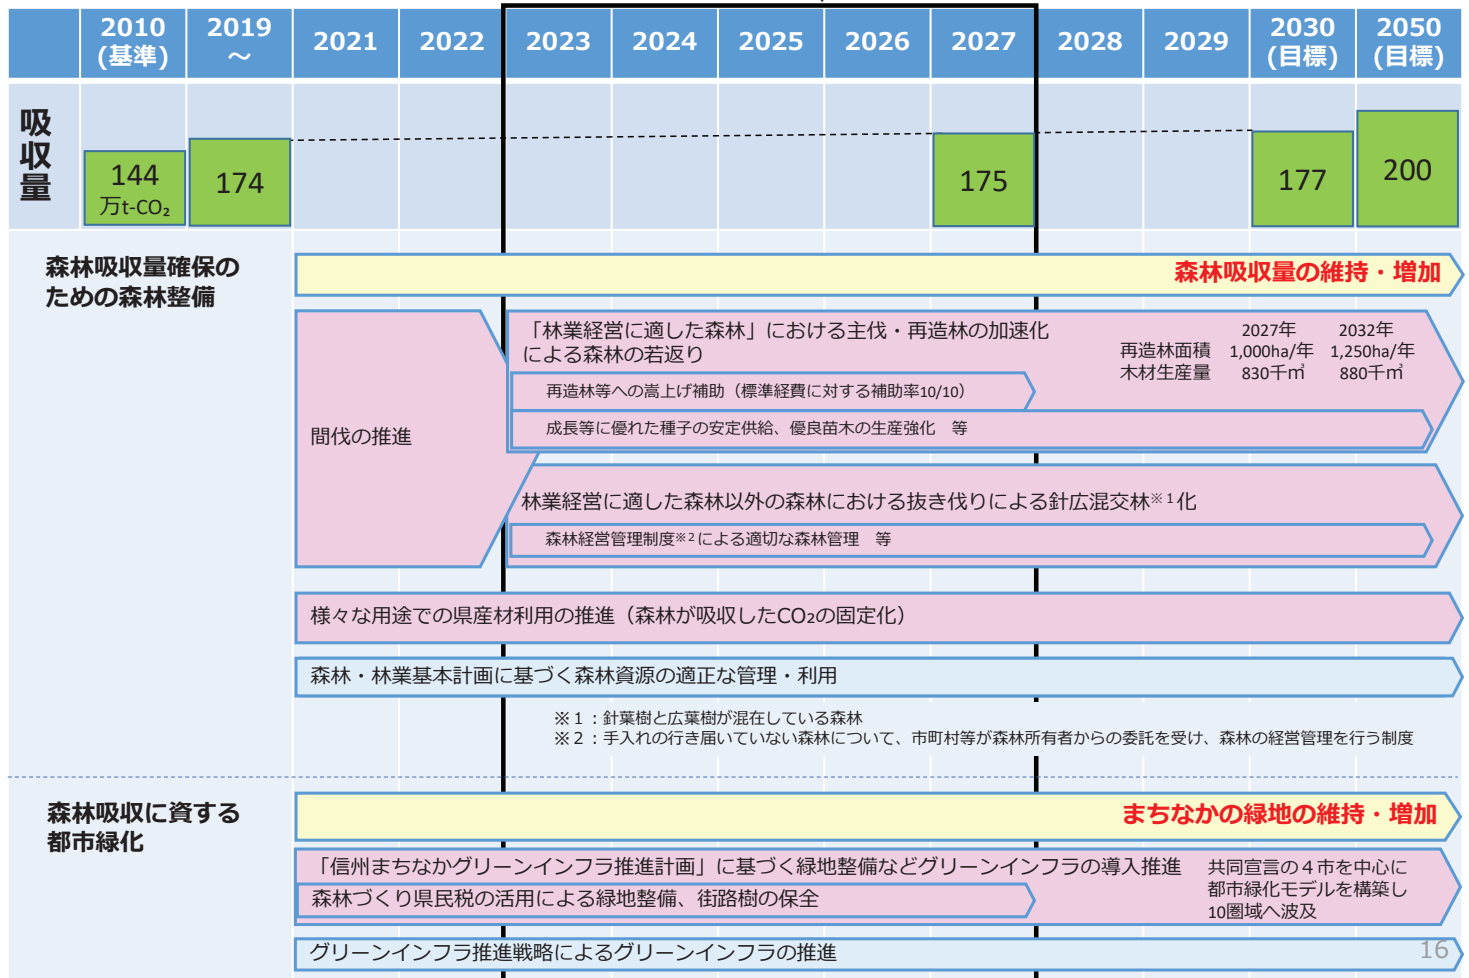 2010
(基準)
2019
～
2021
2022
2023
2024
2025
2026
2027
2028
2029
2030
(目標)
2050
(目標)
吸収量
144
万t-CO₂
174
175
177
200
森林吸収量確保の
ための森林整備
森林吸収量の維持・増加
間伐の推進
「林業経営に適した森林」における主伐・再造林の加速化
による森林の若返り
2027年 2032年
再造林面積 1,000ha/年 1,250ha/年
木材生産量 830千㎥ 880千㎥
再造林等への嵩上げ補助（標準経費に対する補助率10/10）
成長等に優れた種子の安定供給、優良苗木の生産強化　等
林業経営に適した森林以外の森林における抜き伐りによる針広混交林※1化
森林経営管理制度※2による適切な森林管理　等
様々な用途での県産材利用の推進（森林が吸収したCO₂の固定化）
森林・林業基本計画に基づく森林資源の適正な管理・利用
※１：針葉樹と広葉樹が混在している森林
※２：手入れの行き届いていない森林について、市町村等が森林所有者からの委託を受け、森林の経営管理を行う制度
森林吸収に資する
都市緑化
まちなかの緑地の維持・増加
「信州まちなかグリーンインフラ推進計画」に基づく緑地整備などグリーンインフラの導入推進
共同宣言の４市を中心に
都市緑化モデルを構築し
10圏域へ波及
森林づくり県民税の活用による緑地整備、街路樹の保全
グリーンインフラ推進戦略によるグリーンインフラの推進
16